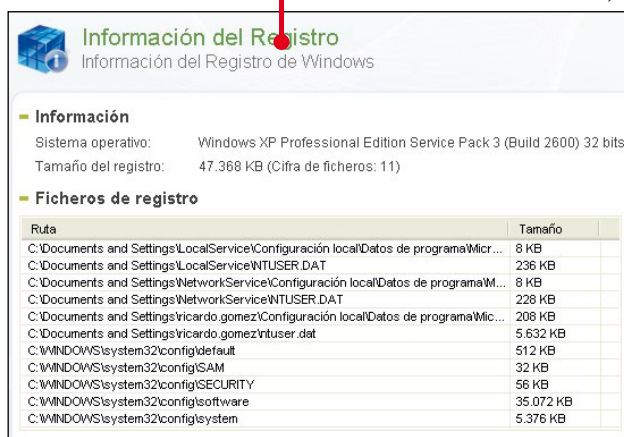 Información del Registro
Información del Registro de Windows
Información
Sistema operativo: Windows XP Professional Edition Service Pack 3 (Build 2600) 32 bits
Tamaño del registro: 47.368 KB (Cifra de ficheros: 11)
Ficheros de registro
Ruta Tamaño
C:\Documents and Settings\LocalService\Configuración local\Datos de programa\Micr... 8 KB
C:\Documents and Settings\LocalService\NTUSER.DAT 236 KB
C:\Documents and Settings\NetworkService\Configuración local\Datos de programa\M... 8 KB
C:\Documents and Settings\NetworkService\NTUSER.DAT 228 KB
C:\Documents and Settings\ricardo.gomez\Configuración local\Datos de programa\Mic... 208 KB
C:\Documents and Settings\ricardo.gomez\ntuser.dat 5.632 KB
C:\WINDOWS\system32\config\default 512 KB
C:\WINDOWS\system32\config\SAM 32 KB
C:\WINDOWS\system32\config\SECURITY 56 KB
C:\WINDOWS\system32\config\software 35.072 KB
C:\WINDOWS\system32\config\system 5.376 KB